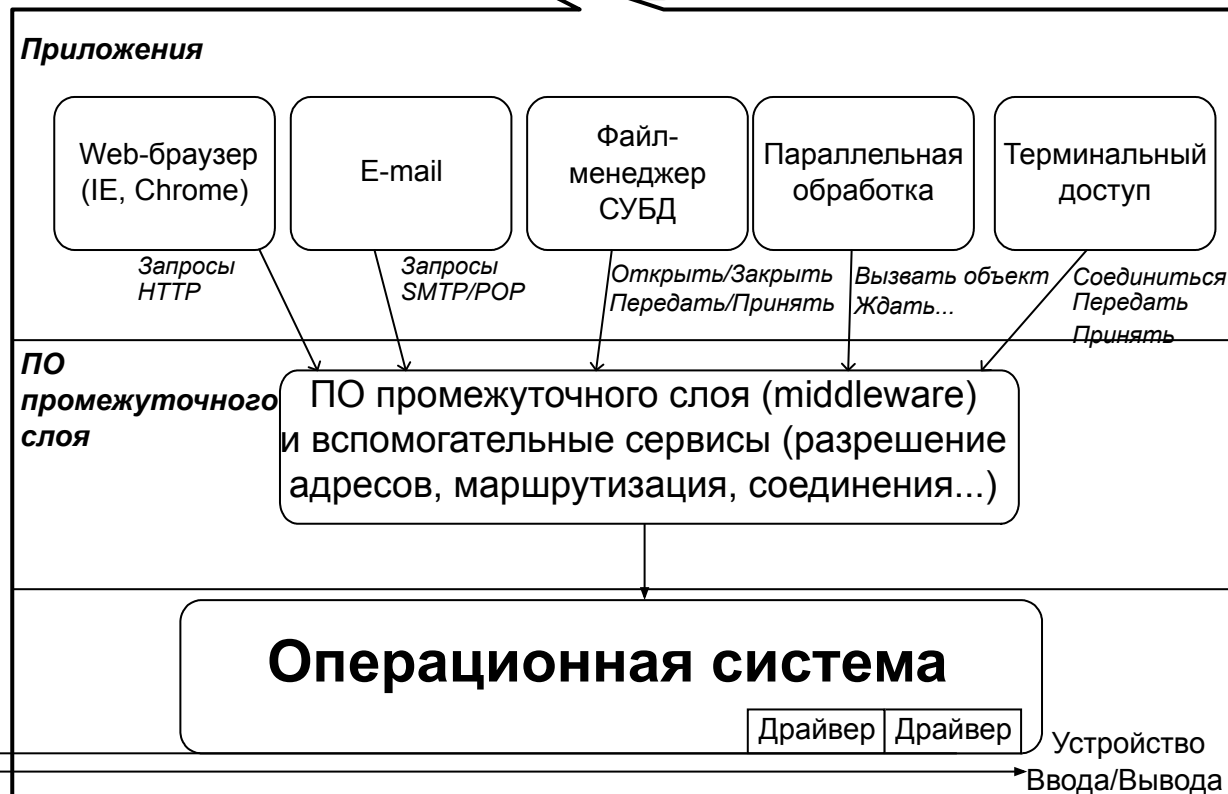 Приложения
Web-браузер
(IE, Chrome)
E-mail
Файл-
менеджер
СУБД
Параллельная
обработка
Терминальный
доступ
Запросы
HTTP
Запросы
SMTP/POP
Открыть/Закрыть
Передать/Принять
Вызвать объект
Ждать...
Соединиться
Передать
Принять
ПО
промежуточного
слоя
ПО промежуточного слоя (middleware)
и вспомогательные сервисы (разрешение
адресов, маршрутизация, соединения...)
Операционная система
Драйвер
Драйвер
Устройство
Ввода/Вывода